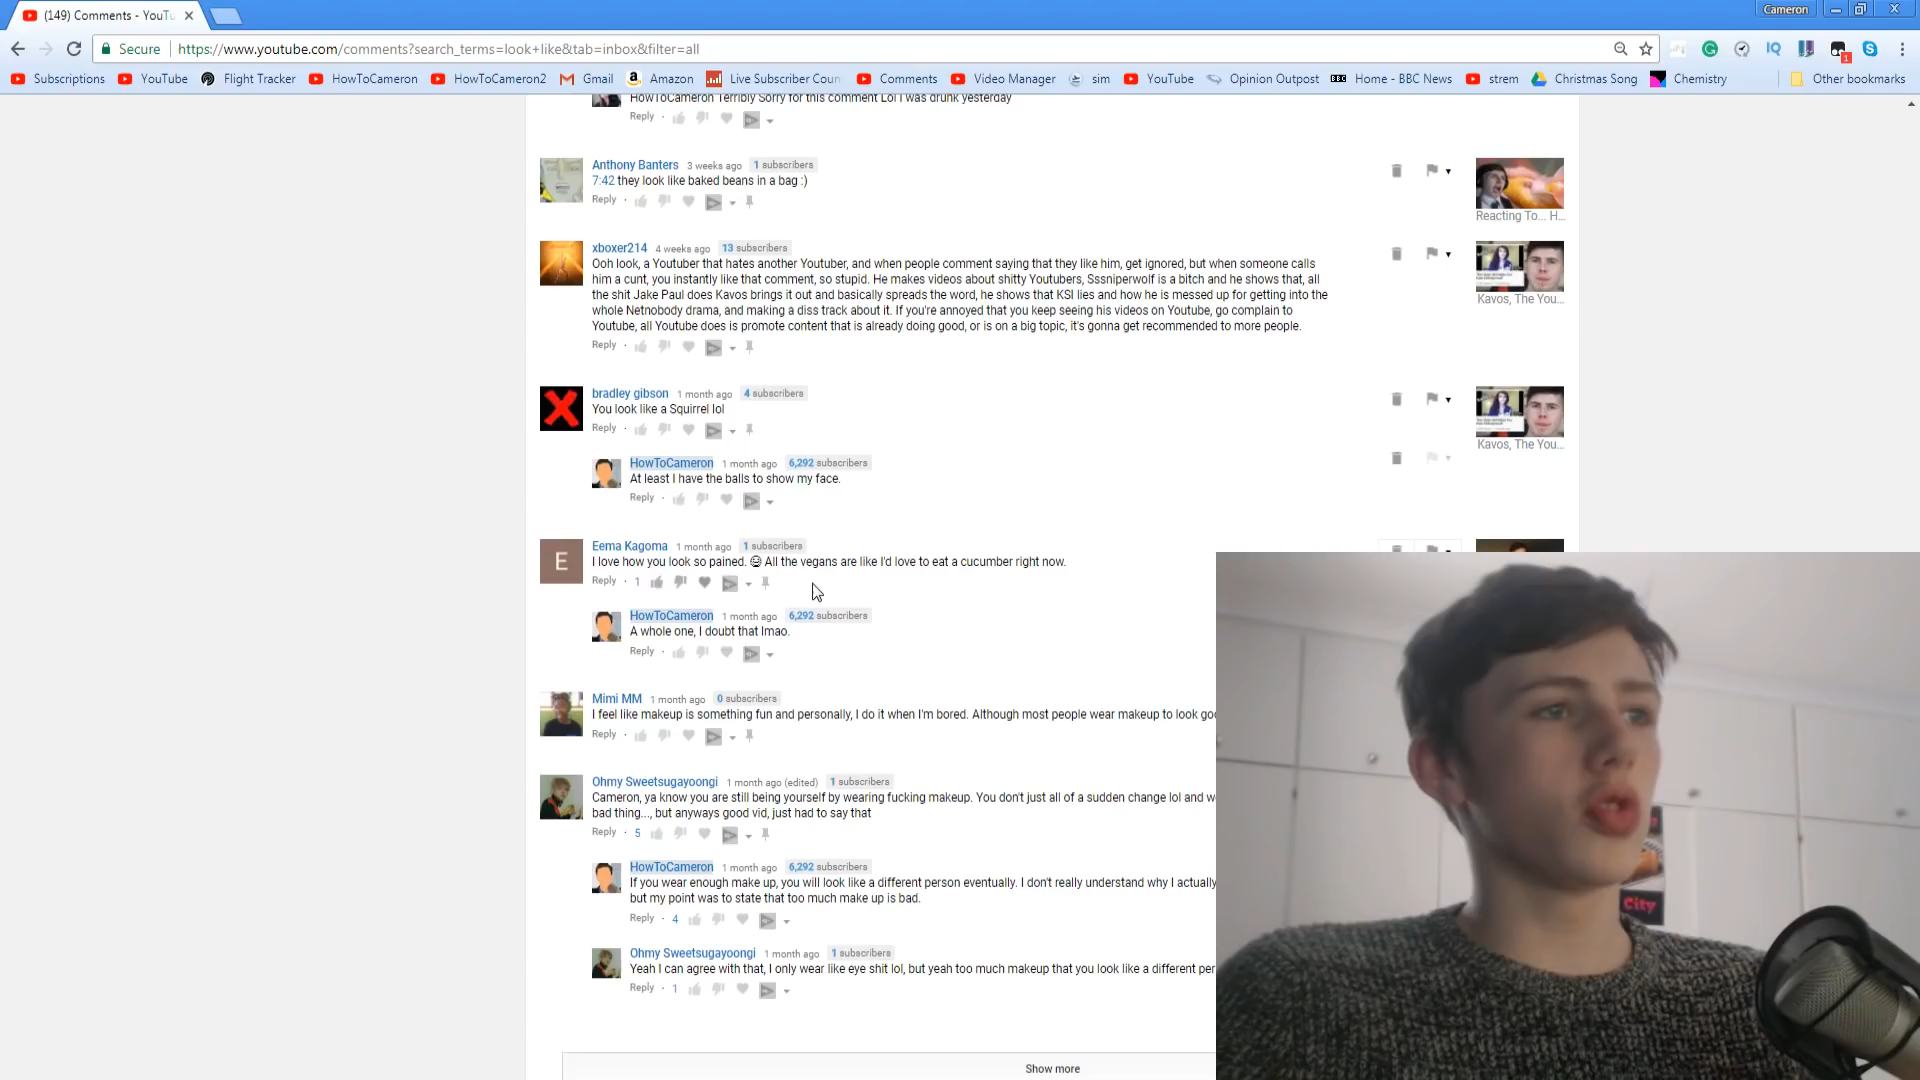 (149) Comments - YouTu
Cameron
Secure | https://www.youtube.com/comments?search_terms=look+like&tab=inbox&filter=all
Subscriptions YouTube Flight Tracker HowToCameron HowToCameron2 Gmail Amazon Live Subscriber Coun Comments Video Manager sim YouTube Opinion Outpost Home - BBC News strem Christmas Song Chemistry Other bookmarks
HowToCameron Terribly Sorry for this comment Lol I was drunk yesterday
Reply
Anthony Banters 3 weeks ago 1 subscribers
7:42 they look like baked beans in a bag :)
Reply
Reacting To... H...
xboxer214 4 weeks ago 13 subscribers
Ooh look, a Youtuber that hates another Youtuber, and when people comment saying that they like him, get ignored, but when someone calls
him a cunt, you instantly like that comment, so stupid. He makes videos about shitty Youtubers, Sssniperwolf is a bitch and he shows that, all
the shit Jake Paul does Kavos brings it out and basically spreads the word, he shows that KSI lies and how he is messed up for getting into the
whole Netnobody drama, and making a diss track about it. If you're annoyed that you keep seeing his videos on Youtube, go complain to
Youtube, all Youtube does is promote content that is already doing good, or is on a big topic, it's gonna get recommended to more people.
Reply
Kavos, The You...
bradley gibson 1 month ago 4 subscribers
You look like a Squirrel lol
Reply
Kavos, The You...
HowToCameron 1 month ago 6,292 subscribers
At least I have the balls to show my face.
Reply
Eema Kagoma 1 month ago 1 subscribers
E
I love how you look so pained. 😂 All the vegans are like I'd love to eat a cucumber right now.
Reply 1
HowToCameron 1 month ago 6,292 subscribers
A whole one, I doubt that lmao.
Reply
Mimi MM 1 month ago 0 subscribers
I feel like makeup is something fun and personally, I do it when I'm bored. Although most people wear makeup to look goo
Reply
Ohmy Sweetsugayoongi 1 month ago (edited) 1 subscribers
Cameron, ya know you are still being yourself by wearing fucking makeup. You don't just all of a sudden change lol and we
bad thing..., but anyways good vid, just had to say that
Reply 5
HowToCameron 1 month ago 6,292 subscribers
If you wear enough make up, you will look like a different person eventually. I don't really understand why I actually
but my point was to state that too much make up is bad.
Reply 4
City
Ohmy Sweetsugayoongi 1 month ago 1 subscribers
Yeah I can agree with that, I only wear like eye shit lol, but yeah too much makeup that you look like a different per
Reply 1
Show more